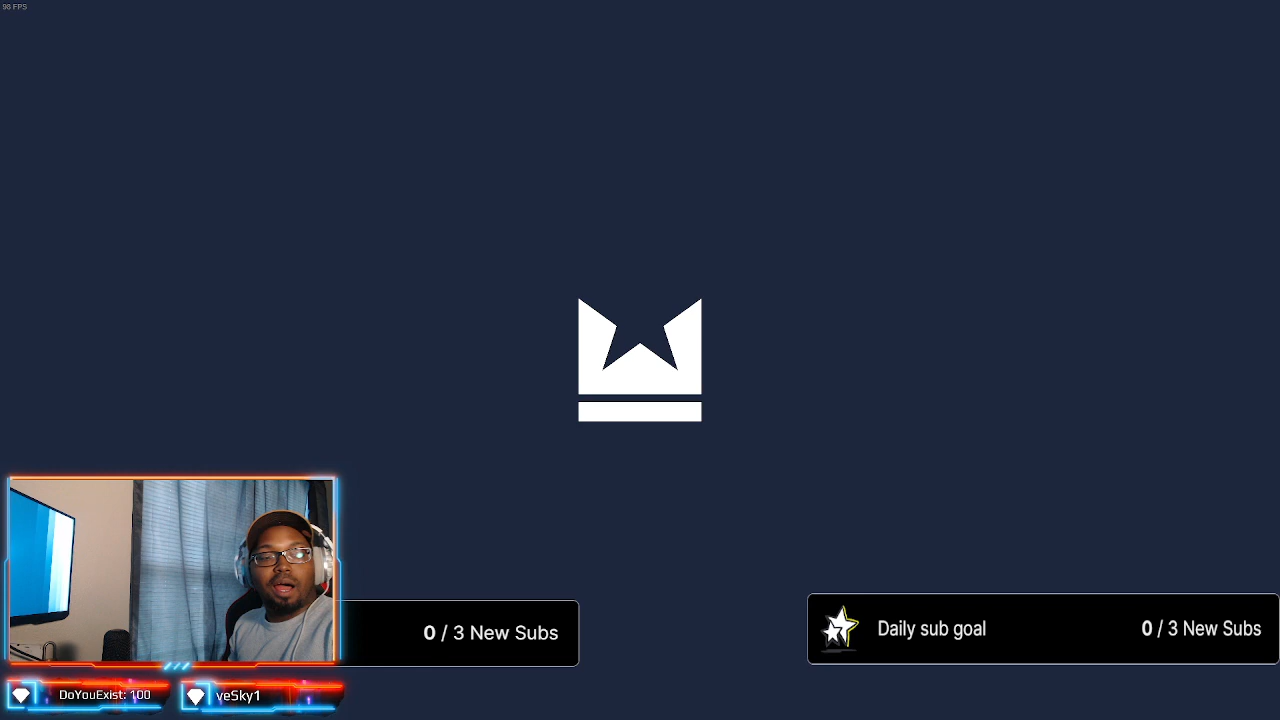 98 FPS
0 / 3 New Subs
Daily sub goal
0 / 3 New Subs
DoYouExist: 100
veSky1